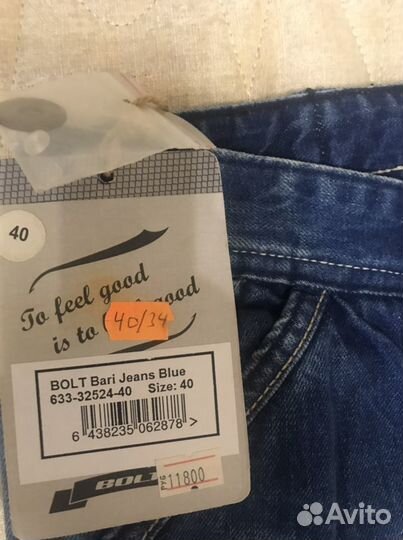 40
To feel good
is to good
40/34
BOLT Bari Jeans Blue
633-32524-40 Size: 40
6 438235 062878 >
BOLT
РУБ 11800
Avito